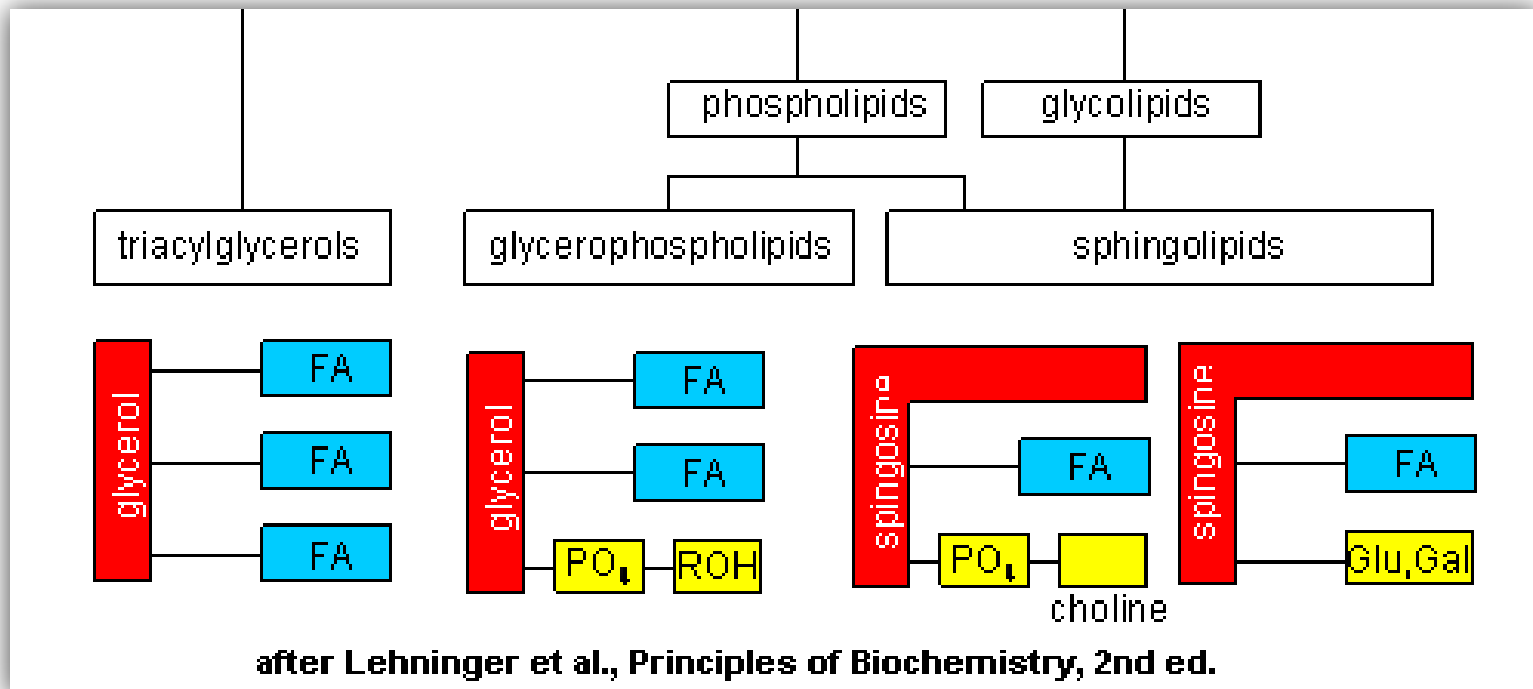 phospholipids
glycolipids
triacylglycerols
glycerophospholipids
sphingolipids
glycerol
FA
FA
FA
glycerol
FA
FA
PO₄
ROH
spingosine
FA
PO₄
choline
spingosine
FA
Glu,Gal
after Lehninger et al., Principles of Biochemistry, 2nd ed.